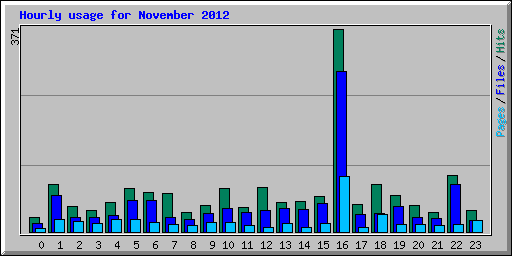 Hourly usage for November 2012
371
Pages/Files/Hits
0 1 2 3 4 5 6 7 8 9 10 11 12 13 14 15 16 17 18 19 20 21 22 23